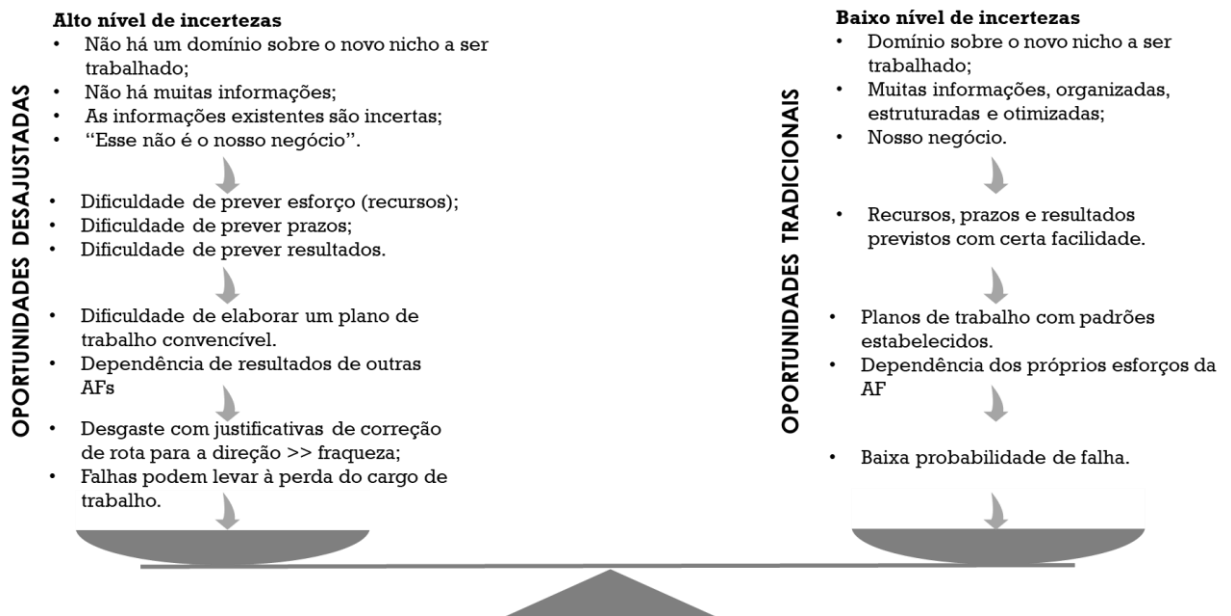 OPORTUNIDADES DESAJUSTADAS
Alto nível de incertezas
• Não há um domínio sobre o novo nicho a ser
trabalhado;
• Não há muitas informações;
• As informações existentes são incertas;
• “Esse não é o nosso negócio”.
• Dificuldade de prever esforço (recursos);
• Dificuldade de prever prazos;
• Dificuldade de prever resultados.
• Dificuldade de elaborar um plano de
trabalho convencível.
• Dependência de resultados de outras
AFs
• Desgaste com justificativas de correção
de rota para a direção >> fraqueza;
• Falhas podem levar à perda do cargo de
trabalho.
OPORTUNIDADES TRADICIONAIS
Baixo nível de incertezas
• Domínio sobre o novo nicho a ser
trabalhado;
• Muitas informações, organizadas,
estruturadas e otimizadas;
• Nosso negócio.
• Recursos, prazos e resultados
previstos com certa facilidade.
• Planos de trabalho com padrões
estabelecidos.
• Dependência dos próprios esforços da
AF
• Baixa probabilidade de falha.